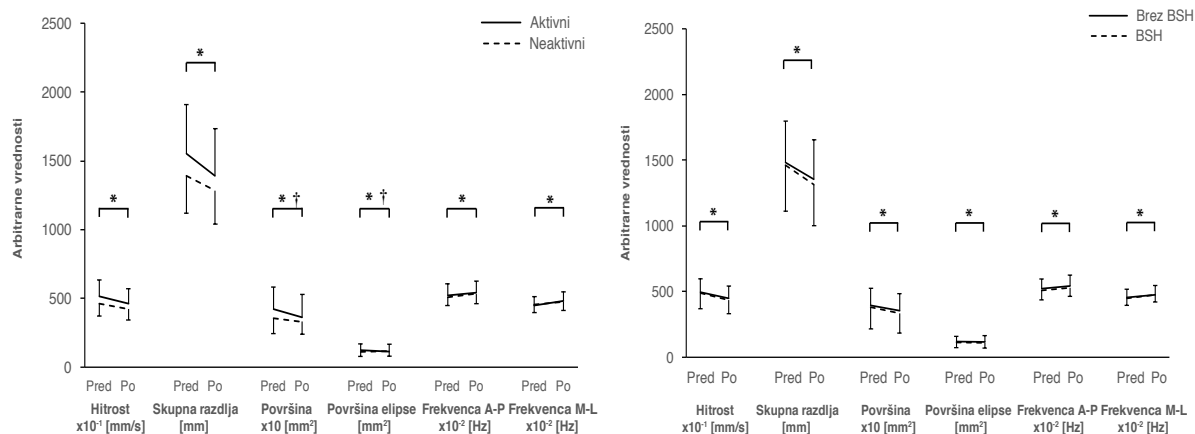 Aktivni
Neaktivni
Arbitrarne vrednosti
2500
2000
1500
1000
500
0
*
*
* †
* †
*
*
Pred Po
Pred Po
Pred Po
Pred Po
Pred Po
Pred Po
Hitrost
x10⁻¹ [mm/s]
Skupna razdlja
[mm]
Površina
x10 [mm²]
Površina elipse
[mm²]
Frekvenca A-P
x10⁻² [Hz]
Frekvenca M-L
x10⁻² [Hz]
Brez BSH
BSH
Arbitrarne vrednosti
2500
2000
1500
1000
500
0
*
*
*
*
*
*
Pred Po
Pred Po
Pred Po
Pred Po
Pred Po
Pred Po
Hitrost
x10⁻¹ [mm/s]
Skupna razdlja
[mm]
Površina
x10 [mm²]
Površina elipse
[mm²]
Frekvenca A-P
x10⁻² [Hz]
Frekvenca M-L
x10⁻² [Hz]